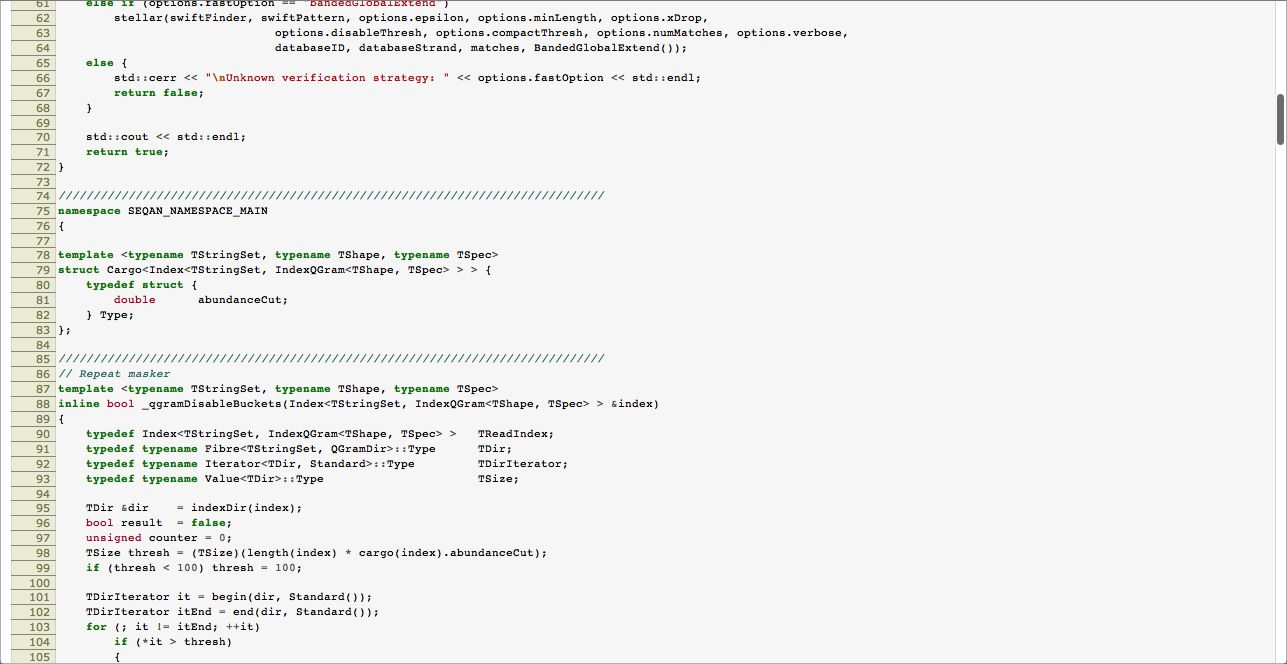 61     else if (options.fastOption == "bandedGlobalExtend")
62         stellar(swiftFinder, swiftPattern, options.epsilon, options.minLength, options.xDrop,
63                                options.disableThresh, options.compactThresh, options.numMatches, options.verbose,
64                                databaseID, databaseStrand, matches, BandedGlobalExtend());
65     else {
66         std::cerr << "\nUnknown verification strategy: " << options.fastOption << std::endl;
67         return false;
68     }
69
70     std::cout << std::endl;
71     return true;
72 }
73
74 //////////////////////////////////////////////////////////////////////////////
75 namespace SEQAN_NAMESPACE_MAIN
76 {
77
78 template <typename TStringSet, typename TShape, typename TSpec>
79 struct Cargo<Index<TStringSet, IndexQGram<TShape, TSpec> > > {
80     typedef struct {
81         double      abundanceCut;
82     } Type;
83 };
84
85 //////////////////////////////////////////////////////////////////////////////
86 // Repeat masker
87 template <typename TStringSet, typename TShape, typename TSpec>
88 inline bool _qgramDisableBuckets(Index<TStringSet, IndexQGram<TShape, TSpec> > &index)
89 {
90     typedef Index<TStringSet, IndexQGram<TShape, TSpec> >   TReadIndex;
91     typedef typename Fibre<TStringSet, QGramDir>::Type      TDir;
92     typedef typename Iterator<TDir, Standard>::Type         TDirIterator;
93     typedef typename Value<TDir>::Type                      TSize;
94
95     TDir &dir    = indexDir(index);
96     bool result  = false;
97     unsigned counter = 0;
98     TSize thresh = (TSize)(length(index) * cargo(index).abundanceCut);
99     if (thresh < 100) thresh = 100;
100
101     TDirIterator it = begin(dir, Standard());
102     TDirIterator itEnd = end(dir, Standard());
103     for (; it != itEnd; ++it)
104         if (*it > thresh)
105         {